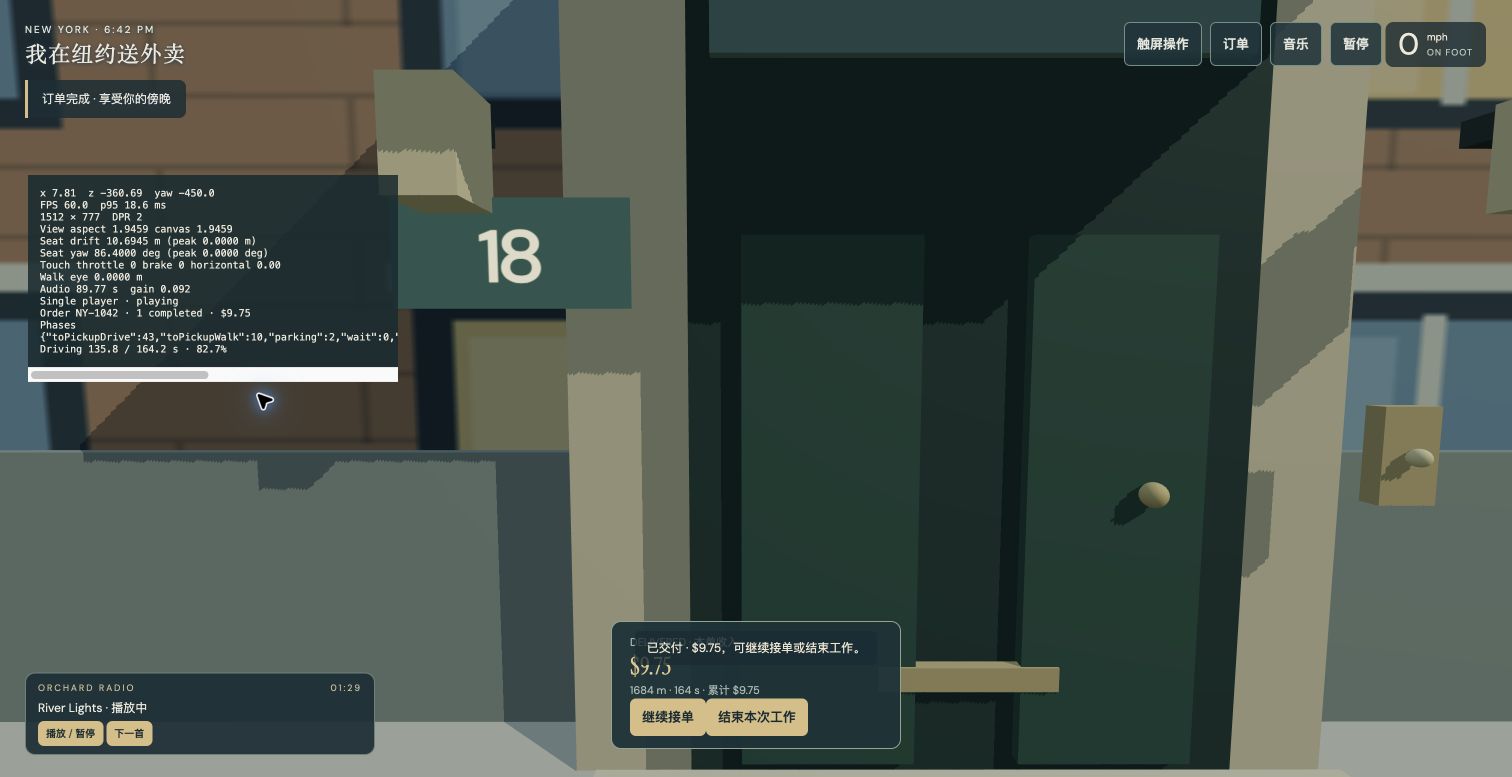 NEW YORK · 6:42 PM
我在纽约送外卖
订单完成 · 享受你的傍晚
触屏操作
订单
音乐
暂停
0 mph
ON FOOT
x 7.81 z -360.69 yaw -450.0
FPS 60.0 p95 18.6 ms
1512 × 777 DPR 2
View aspect 1.9459 canvas 1.9459
Seat drift 10.6945 m (peak 0.0000 m)
Seat yaw 86.4000 deg (peak 0.0000 deg)
Touch throttle 0 brake 0 horizontal 0.00
Walk eye 0.0000 m
Audio 89.77 s gain 0.092
Single player · playing
Order NY-1042 · 1 completed · $9.75
Phases
{"toPickupDrive":43,"toPickupWalk":10,"parking":2,"wait":0,"
Driving 135.8 / 164.2 s · 82.7%
18
DELIVERED · 本单收入
已交付 · $9.75，可继续接单或结束工作。
$9.75
1684 m · 164 s · 累计 $9.75
继续接单
结束本次工作
ORCHARD RADIO
01:29
River Lights · 播放中
播放 / 暂停
下一首